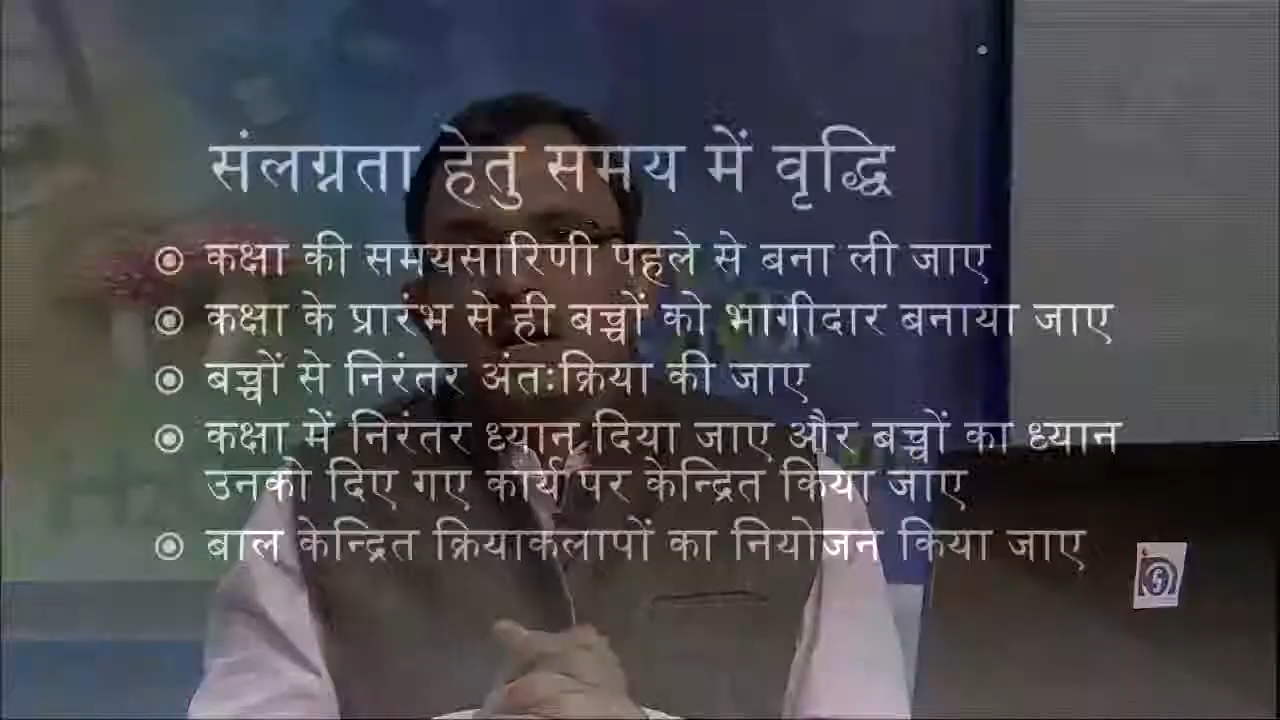 संलग्नता हेतु समय में वृद्धि
कक्षा की समयसारिणी पहले से बना ली जाए
कक्षा के प्रारंभ से ही बच्चों को भागीदार बनाया जाए
बच्चों से निरंतर अंतःक्रिया की जाए
कक्षा में निरंतर ध्यान दिया जाए और बच्चों का ध्यान
उनको दिए गए कार्य पर केन्द्रित किया जाए
बाल केन्द्रित क्रियाकलापों का नियोजन किया जाए